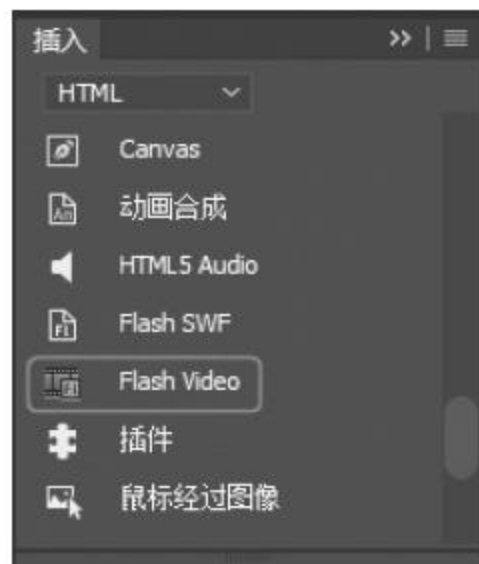 插入
HTML
Canvas
动画合成
HTML5 Audio
Flash SWF
Flash Video
插件
鼠标经过图像